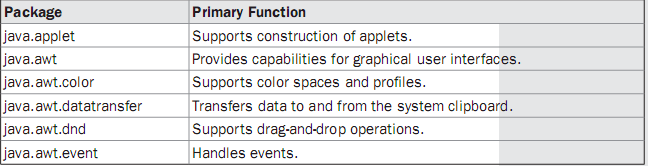 Package Primary Function
java.applet Supports construction of applets.
java.awt Provides capabilities for graphical user interfaces.
java.awt.color Supports color spaces and profiles.
java.awt.datatransfer Transfers data to and from the system clipboard.
java.awt.dnd Supports drag-and-drop operations.
java.awt.event Handles events.